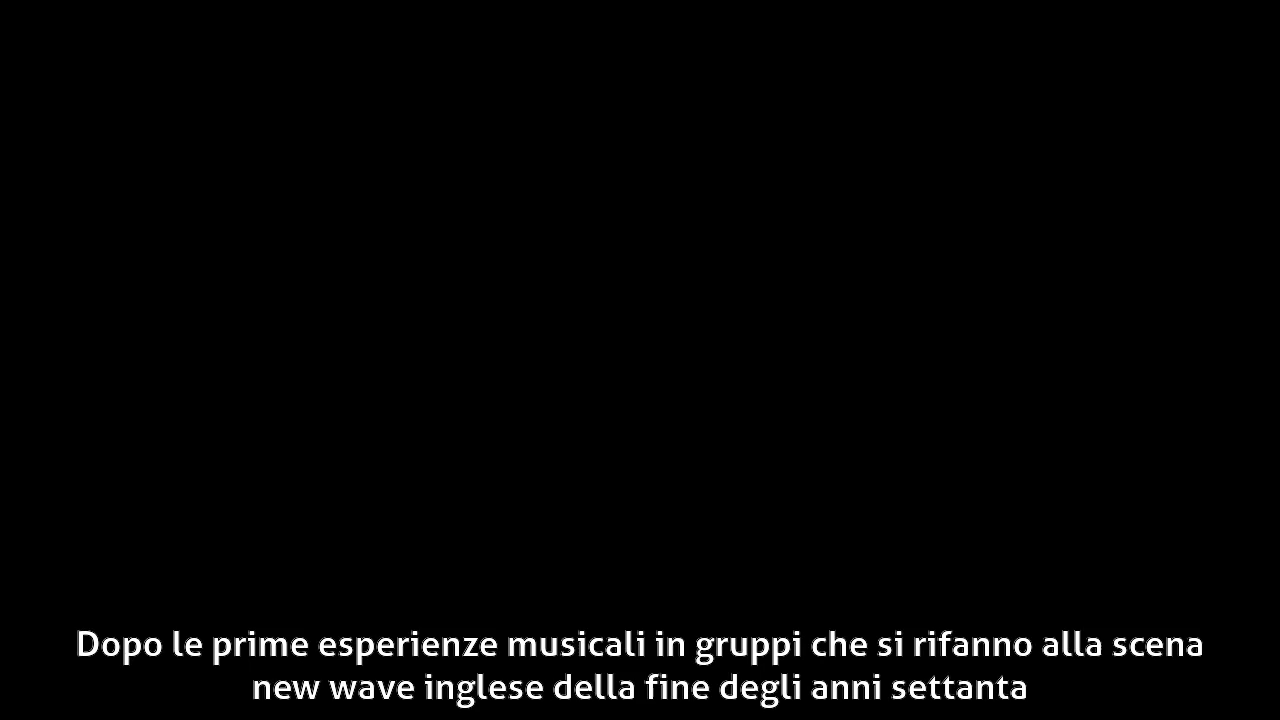 Dopo le prime esperienze musicali in gruppi che si rifanno alla scena
new wave inglese della fine degli anni settanta